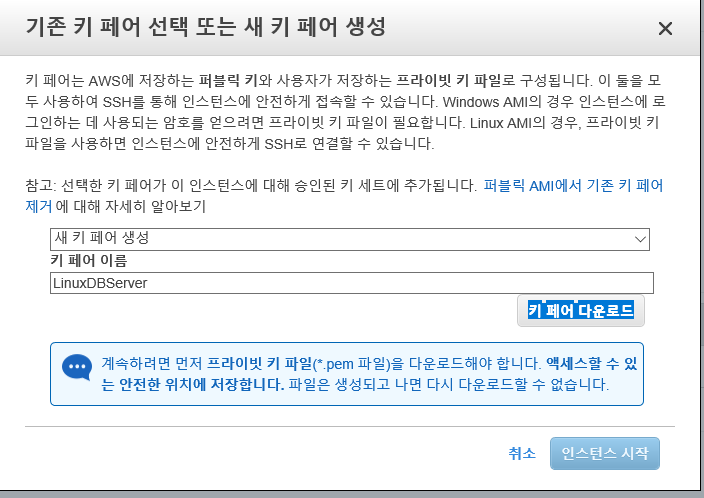 기존 키 페어 선택 또는 새 키 페어 생성
키 페어는 AWS에 저장하는 퍼블릭 키와 사용자가 저장하는 프라이빗 키 파일로 구성됩니다. 이 둘을 모
두 사용하여 SSH를 통해 인스턴스에 안전하게 접속할 수 있습니다. Windows AMI의 경우 인스턴스에 로
그인하는 데 사용되는 암호를 얻으려면 프라이빗 키 파일이 필요합니다. Linux AMI의 경우, 프라이빗 키
파일을 사용하면 인스턴스에 안전하게 SSH로 연결할 수 있습니다.
참고: 선택한 키 페어가 이 인스턴스에 대해 승인된 키 세트에 추가됩니다. 퍼블릭 AMI에서 기존 키 페어
제거 에 대해 자세히 알아보기
새 키 페어 생성
키 페어 이름
LinuxDBServer
키 페어 다운로드
계속하려면 먼저 프라이빗 키 파일(*.pem 파일)을 다운로드해야 합니다. 액세스할 수 있
는 안전한 위치에 저장합니다. 파일은 생성되고 나면 다시 다운로드할 수 없습니다.
취소 인스턴스 시작